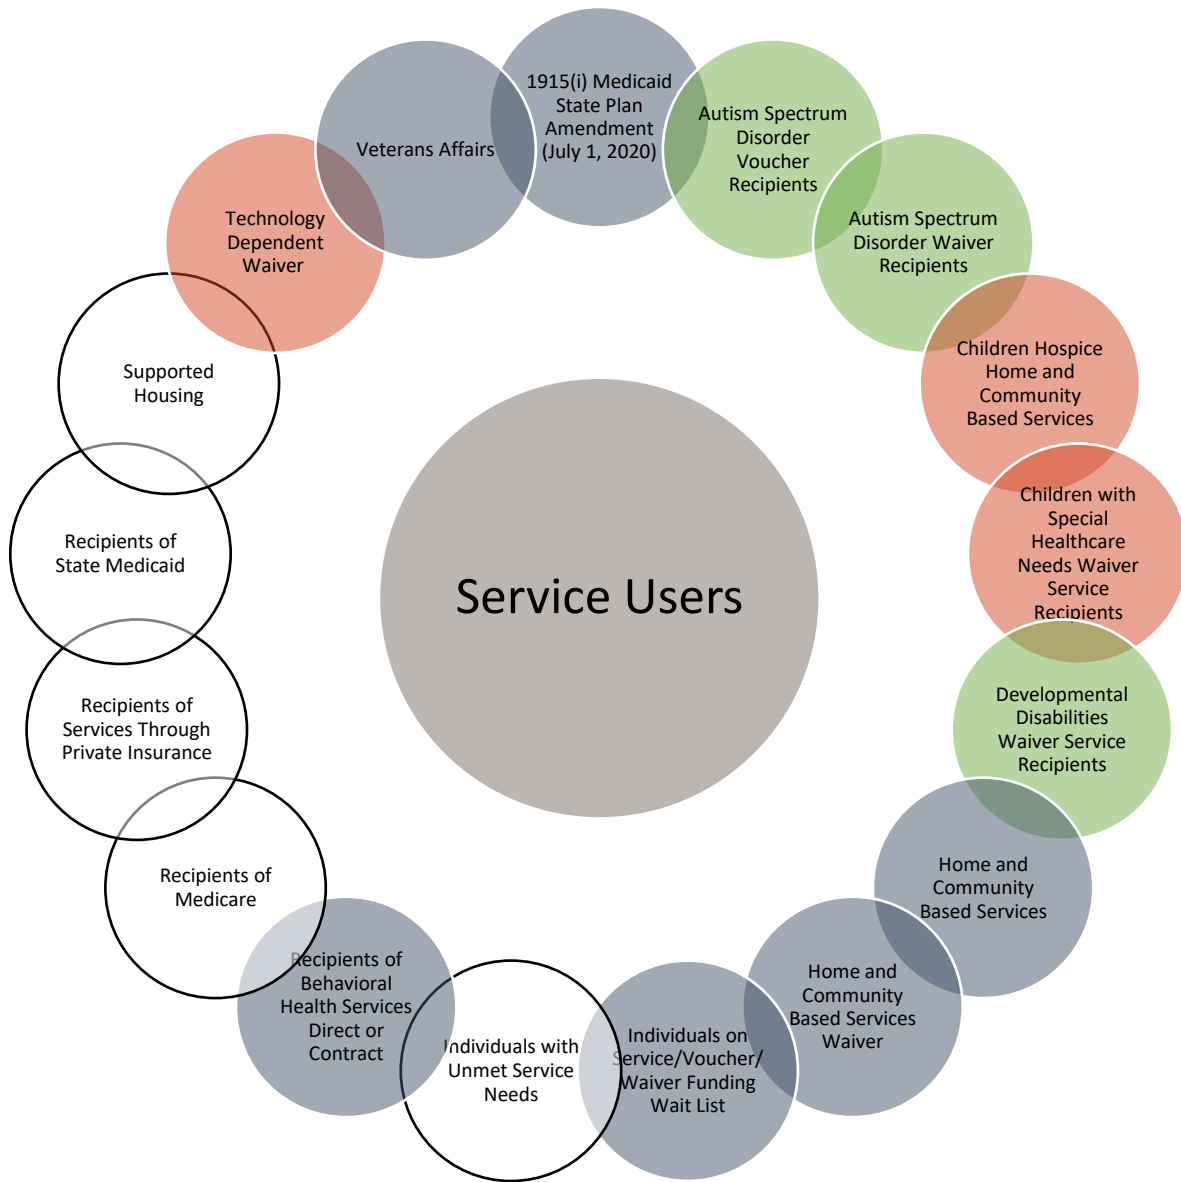 1915(i) Medicaid
State Plan
Amendment
(July 1, 2020)
Autism Spectrum
Disorder
Voucher
Recipients
Autism Spectrum
Disorder Waiver
Recipients
Children Hospice
Home and
Community
Based Services
Children with
Special
Healthcare
Needs Waiver
Service
Recipients
Developmental
Disabilities
Waiver Service
Recipients
Home and
Community
Based Services
Home and
Community
Based Services
Waiver
Individuals on
Service/Voucher/
Waiver Funding
Wait List
Individuals with
Unmet Service
Needs
Recipients of
Behavioral
Health Services
Direct or
Contract
Recipients of
Medicare
Recipients of
Services Through
Private Insurance
Recipients of
State Medicaid
Supported
Housing
Technology
Dependent
Waiver
Veterans Affairs
Service Users